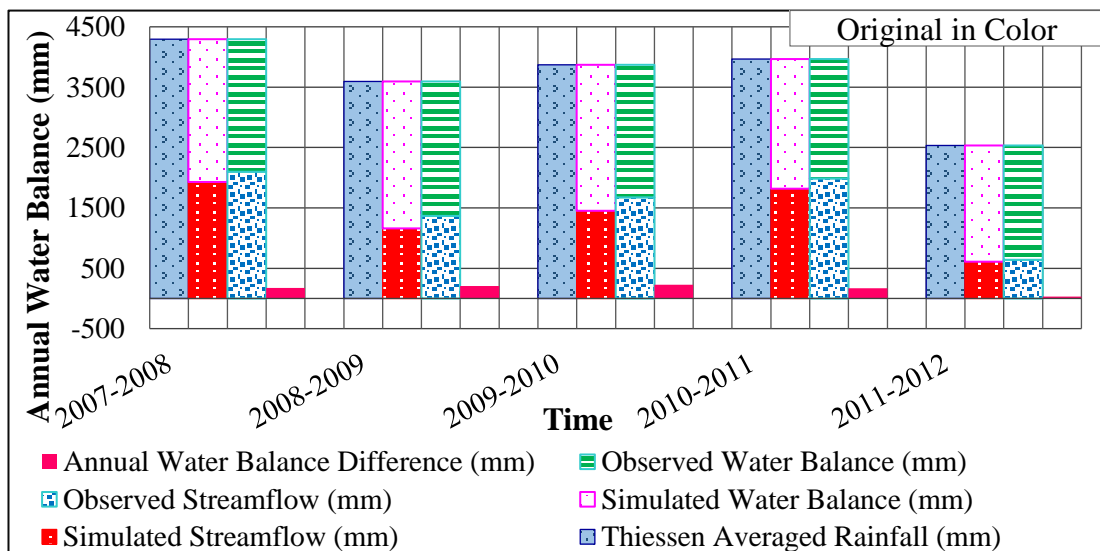 Original in Color
Annual Water Balance (mm)
4500
3500
2500
1500
500
-500
2007-2008
2008-2009
2009-2010
2010-2011
2011-2012
Time
Annual Water Balance Difference (mm)
Observed Water Balance (mm)
Observed Streamflow (mm)
Simulated Water Balance (mm)
Simulated Streamflow (mm)
Thiessen Averaged Rainfall (mm)